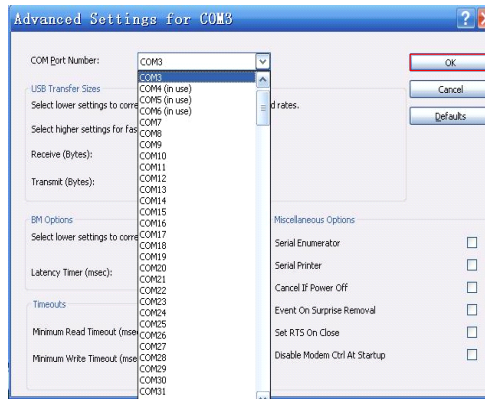 Advanced Settings for COM3
COM Port Number:
COM3
OK
Cancel
Defaults
COM3
COM4 (in use)
COM5 (in use)
COM6 (in use)
COM7
COM8
COM9
COM10
COM11
COM12
COM13
COM14
COM15
COM16
COM17
COM18
COM19
COM20
COM21
COM22
COM23
COM24
COM25
COM26
COM27
COM28
COM29
COM30
COM31
USB Transfer Sizes
Select lower settings to corre
d rates.
Select higher settings for fas
Receive (Bytes):
Transmit (Bytes):
BM Options
Select lower settings to corre
Latency Timer (msec):
Timeouts
Minimum Read Timeout (mse
Minimum Write Timeout (mse
Miscellaneous Options
Serial Enumerator
Serial Printer
Cancel If Power Off
Event On Surprise Removal
Set RTS On Close
Disable Modem Ctrl At Startup